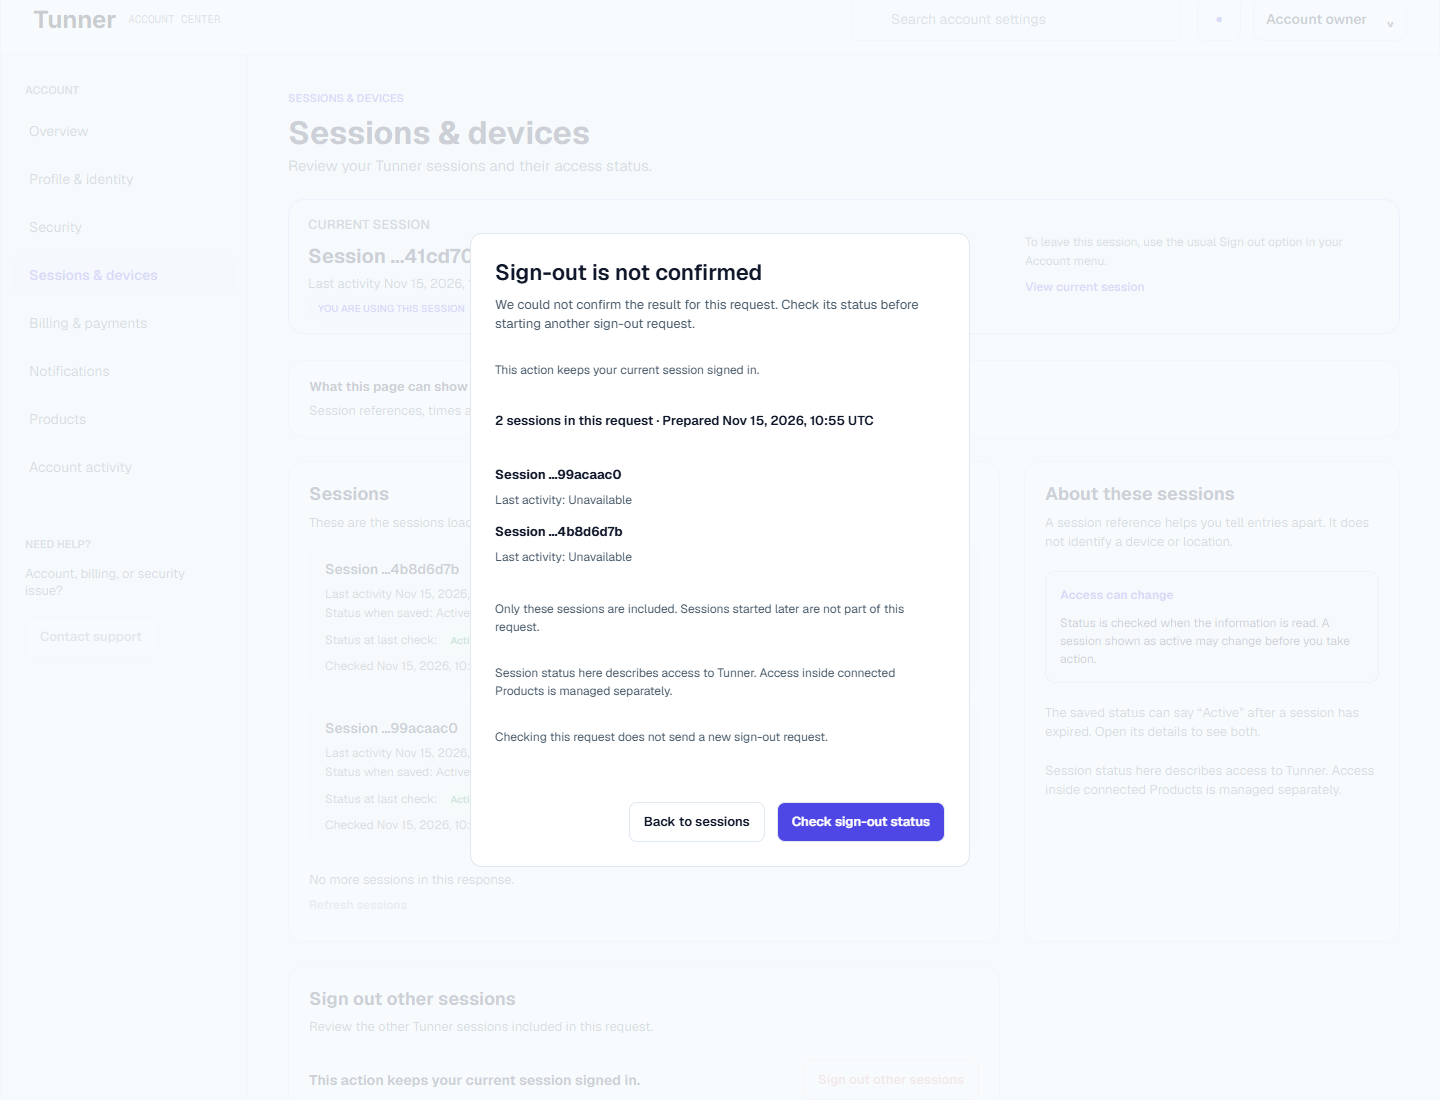 Tunner ACCOUNT CENTER
Search account settings
Account owner
ACCOUNT
Overview
Profile & identity
Security
Sessions & devices
Billing & payments
Notifications
Products
Account activity
NEED HELP?
Account, billing, or security
issue?
Contact support
SESSIONS & DEVICES
Sessions & devices
Review your Tunner sessions and their access status.
CURRENT SESSION
Session ...41cd70
Last activity Nov 15, 2026,
YOU ARE USING THIS SESSION
To leave this session, use the usual Sign out option in your
Account menu.
View current session
What this page can show
Session references, times
Sessions
These are the sessions
Session ...4b8d6d7b
Last activity Nov 15, 2026,
Status when saved: Active
Status at last check:
Checked Nov 15, 2026, 10:
Session ...99acaac0
Last activity Nov 15, 2026,
Status when saved: Active
Status at last check:
Checked Nov 15, 2026, 10:
No more sessions in this response.
Refresh sessions
About these sessions
A session reference helps you tell entries apart. It does
not identify a device or location.
Access can change
Status is checked when the information is read. A
session shown as active may change before you take
action.
The saved status can say “Active” after a session has
expired. Open its details to see both.
Session status here describes access to Tunner. Access
inside connected Products is managed separately.
Sign out other sessions
Review the other Tunner sessions included in this request.
This action keeps your current session signed in.
Sign out other sessions
Sign-out is not confirmed
We could not confirm the result for this request. Check its status before
starting another sign-out request.
This action keeps your current session signed in.
2 sessions in this request · Prepared Nov 15, 2026, 10:55 UTC
Session ...99acaac0
Last activity: Unavailable
Session ...4b8d6d7b
Last activity: Unavailable
Only these sessions are included. Sessions started later are not part of this
request.
Session status here describes access to Tunner. Access inside connected
Products is managed separately.
Checking this request does not send a new sign-out request.
Back to sessions
Check sign-out status